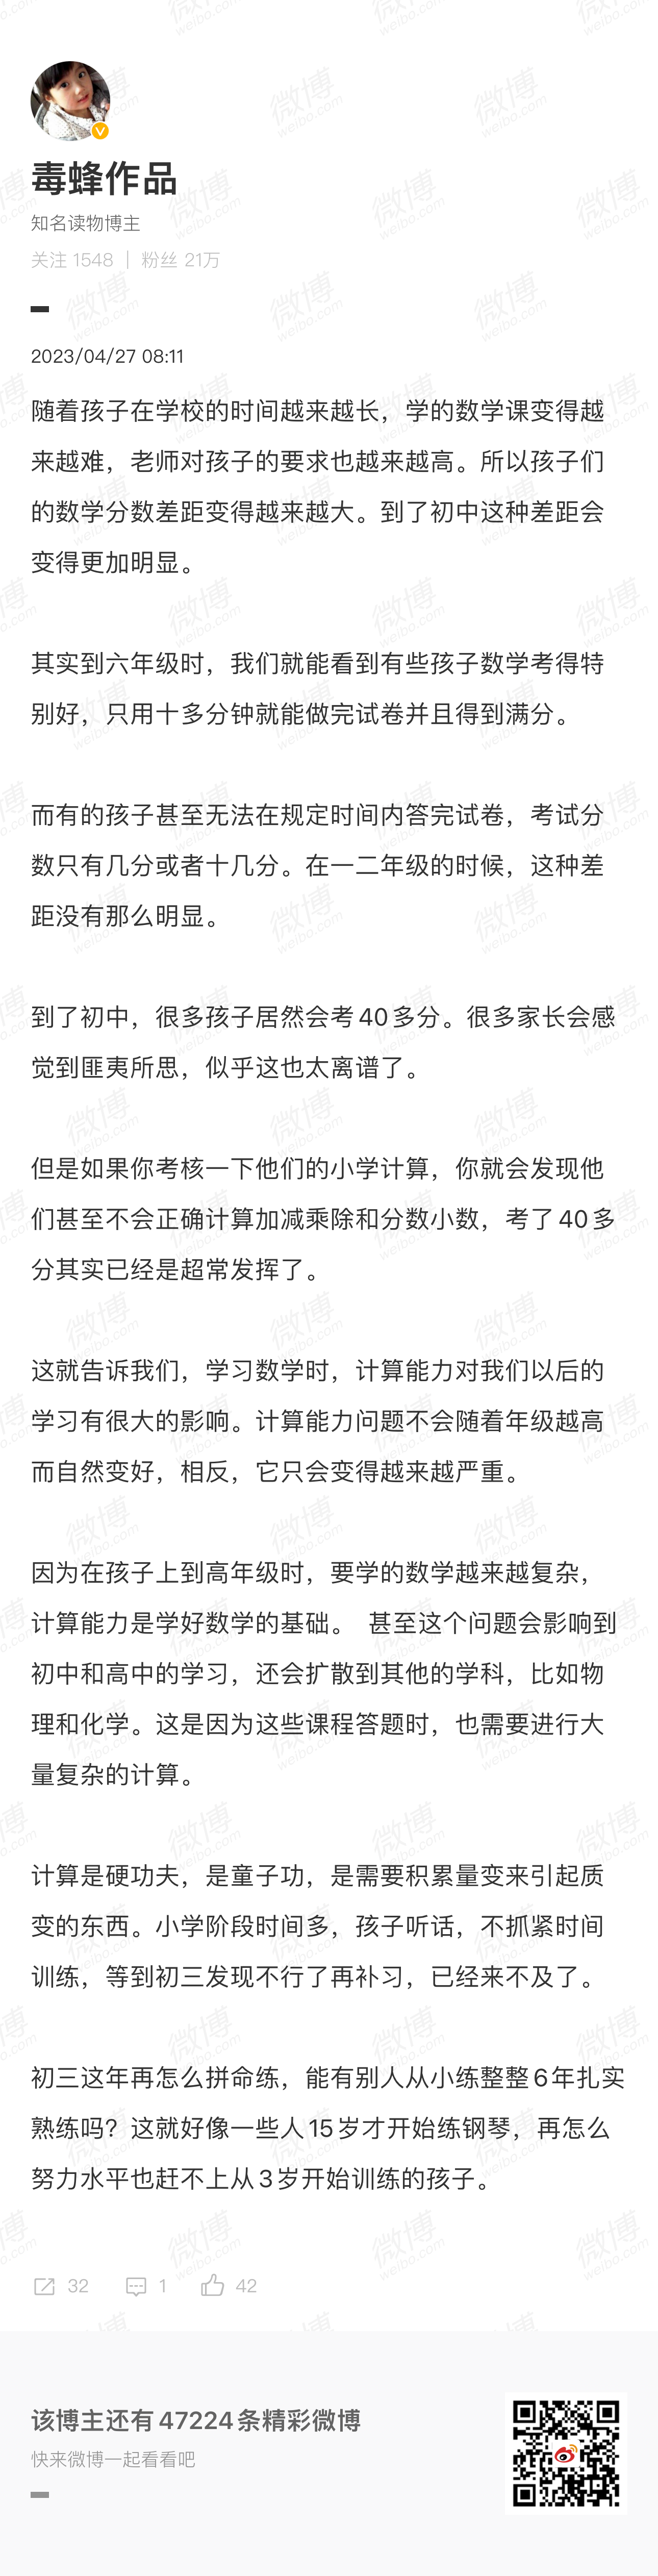 毒蜂作品
知名读物博主
关注 1548 | 粉丝 21万
2023/04/27 08:11
随着孩子在学校的时间越来越长，学的数学课变得越
来越难，老师对孩子的要求也越来越高。所以孩子们
的数学分数差距变得越来越大。到了初中这种差距会
变得更加明显。
其实到六年级时，我们就能看到有些孩子数学考得特
别好，只用十多分钟就能做完试卷并且得到满分。
而有的孩子甚至无法在规定时间内答完试卷，考试分
数只有几分或者十几分。在一二年级的时候，这种差
距没有那么明显。
到了初中，很多孩子居然会考40多分。很多家长会感
觉到匪夷所思，似乎这也太离谱了。
但是如果你考核一下他们的小学计算，你就会发现他
们甚至不会正确计算加减乘除和分数小数，考了40多
分其实已经是超常发挥了。
这就告诉我们，学习数学时，计算能力对我们以后的
学习有很大的影响。计算能力问题不会随着年级越高
而自然变好，相反，它只会变得越来越严重。
因为在孩子上到高年级时，要学的数学越来越复杂，
计算能力是学好数学的基础。 甚至这个问题会影响到
初中和高中的学习，还会扩散到其他的学科，比如物
理和化学。这是因为这些课程答题时，也需要进行大
量复杂的计算。
计算是硬功夫，是童子功，是需要积累量变来引起质
变的东西。小学阶段时间多，孩子听话，不抓紧时间
训练，等到初三发现不行了再补习，已经来不及了。
初三这年再怎么拼命练，能有别人从小练整整6年扎实
熟练吗？这就好像一些人15岁才开始练钢琴，再怎么
努力水平也赶不上从3岁开始训练的孩子。
32 1 42
该博主还有47224条精彩微博
快来微博一起看看吧
微博
weibo.com